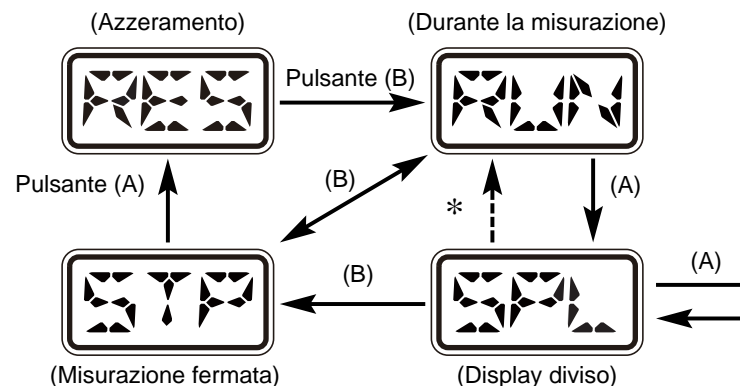 (Azzeramento)
(Durante la misurazione)
RES
Pulsante (B)
RUN
Pulsante (A)
(B)
*
(A)
STP
(B)
SPL
(A)
(Misurazione fermata)
(Display diviso)